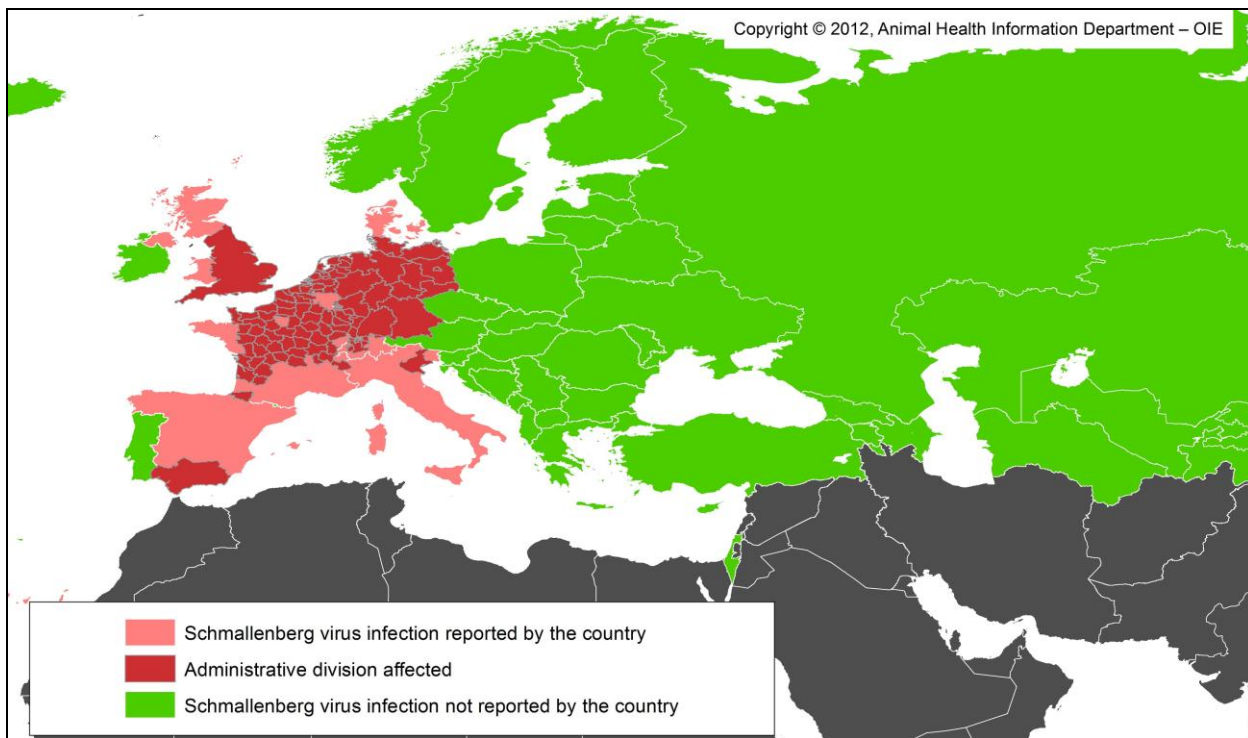 Copyright © 2012, Animal Health Information Department – OIE
Schmallenberg virus infection reported by the country
Administrative division affected
Schmallenberg virus infection not reported by the country